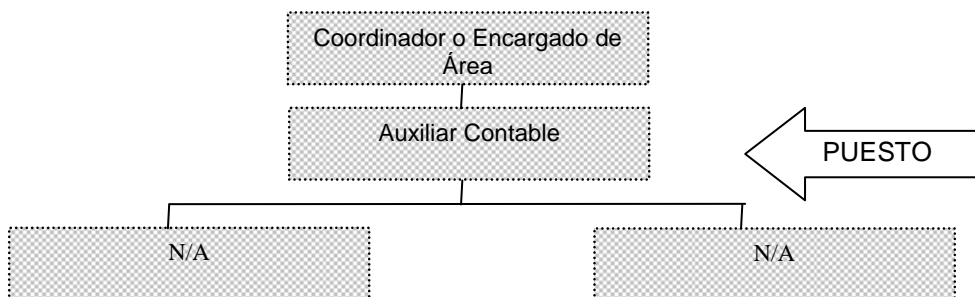 Coordinador o Encargado de
Área
Auxiliar Contable
PUESTO
N/A
N/A